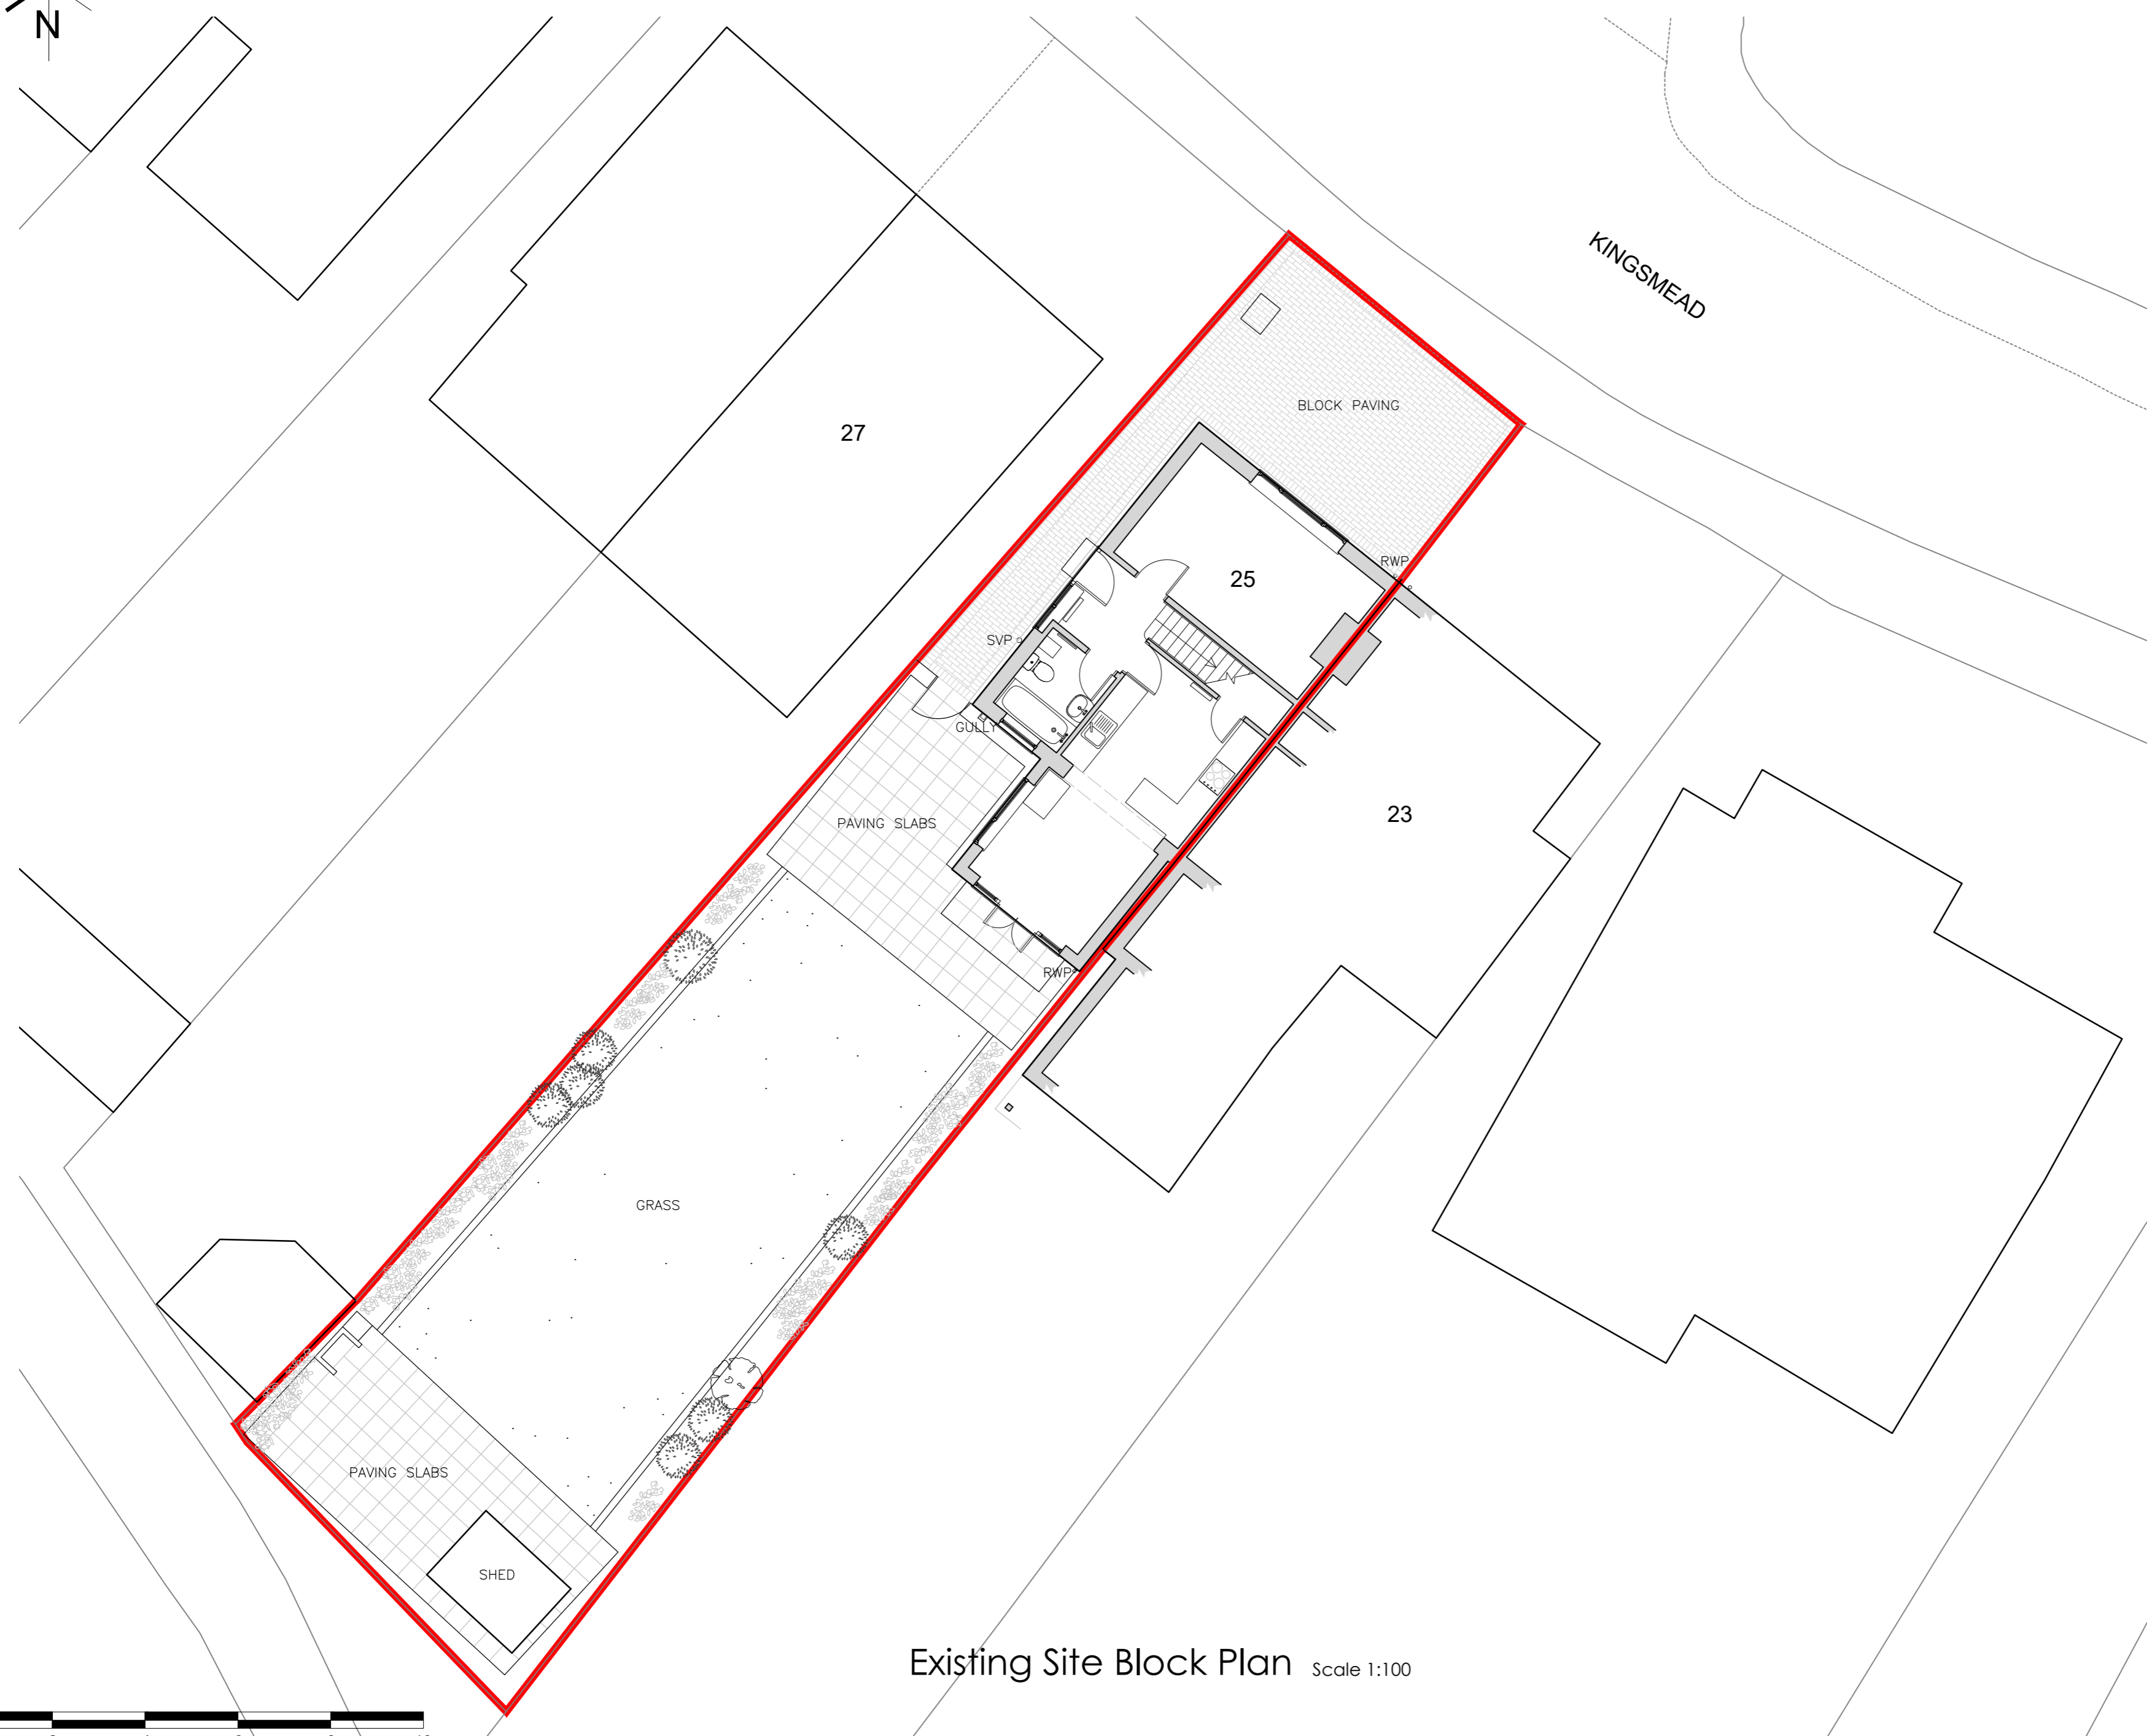 N
KINGSMEAD
BLOCK PAVING
27
RWP
25
SVP
GULLY
23
PAVING SLABS
RWP
GRASS
PAVING SLABS
SHED
Existing Site Block Plan Scale 1:100